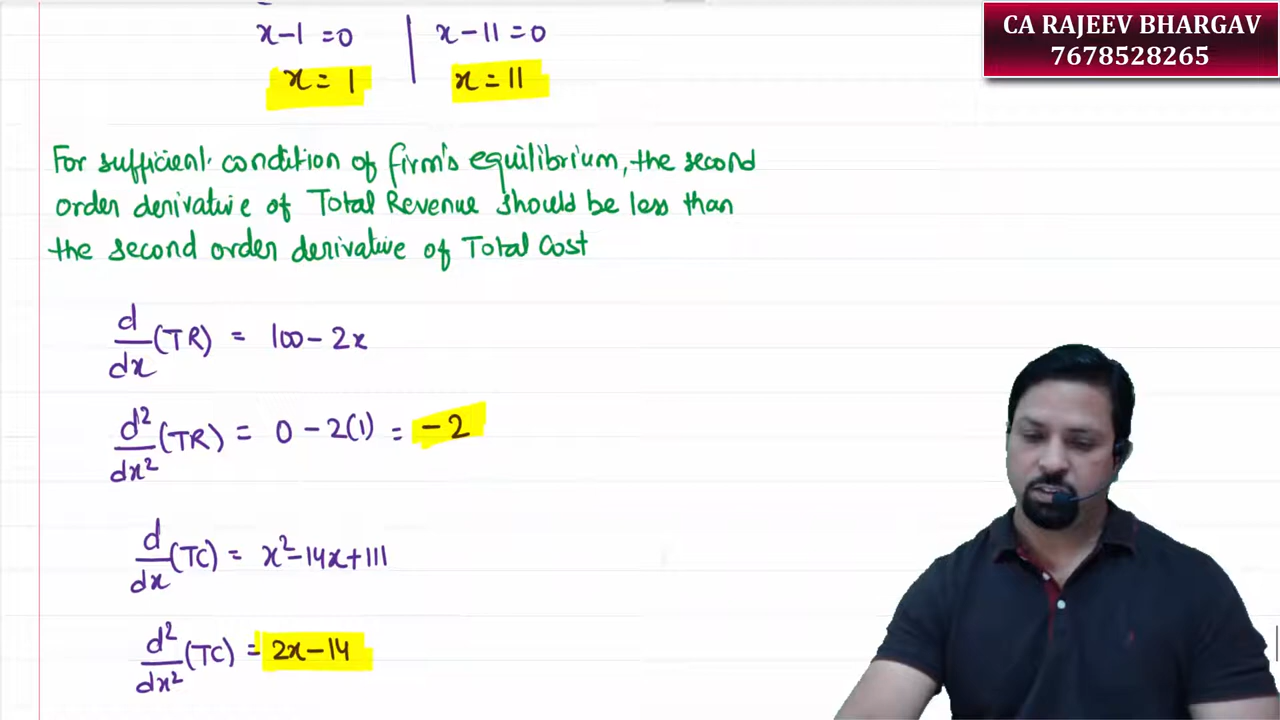 CA RAJEEV BHARGAV
7678528265
x-1=0 | x-11=0
x=1 x=11
For sufficient condition of firm's equilibrium, the second
order derivative of Total Revenue should be less than
the second order derivative of Total Cost
d/dx (TR) = 100-2x
d²/dx² (TR) = 0-2(1) = -2
d/dx (TC) = x²-14x+111
d²/dx² (TC) = 2x-14